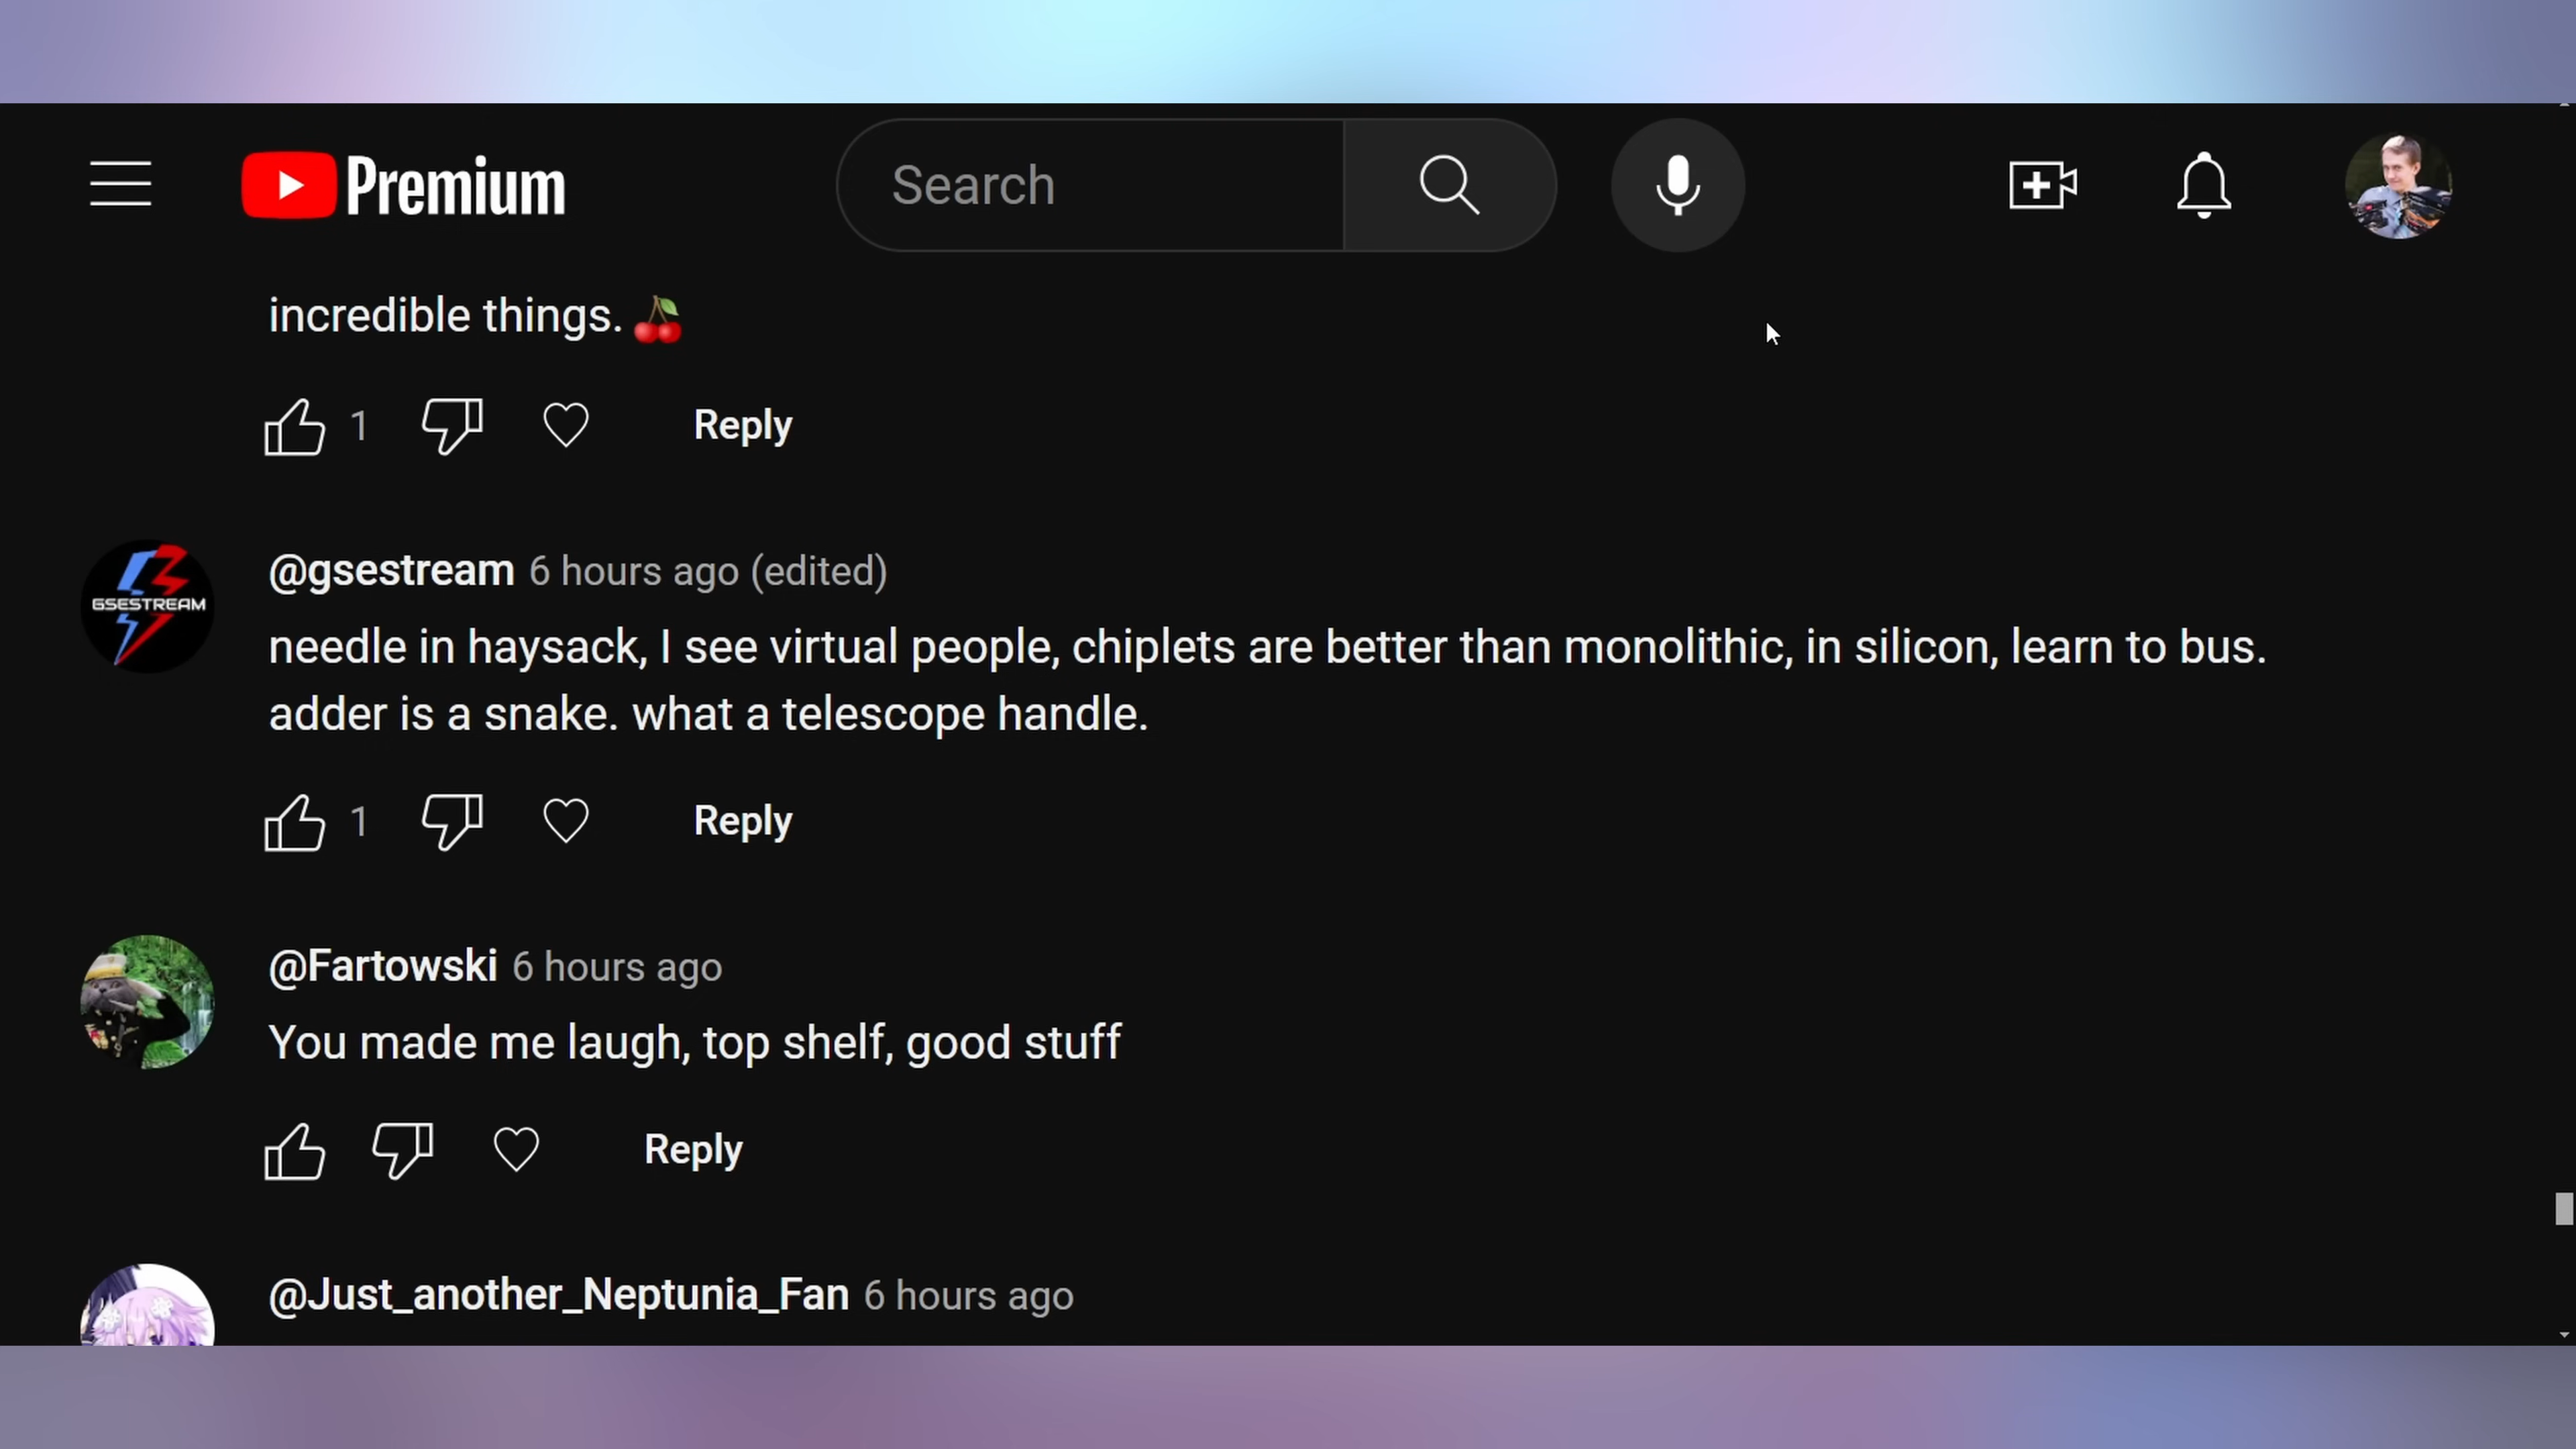 Premium
Search
incredible things. 🍒
1
Reply
GSESTREAM
@gsestream 6 hours ago (edited)
needle in haysack, I see virtual people, chiplets are better than monolithic, in silicon, learn to bus.
adder is a snake. what a telescope handle.
1
Reply
@Fartowski 6 hours ago
You made me laugh, top shelf, good stuff
Reply
@Just_another_Neptunia_Fan 6 hours ago